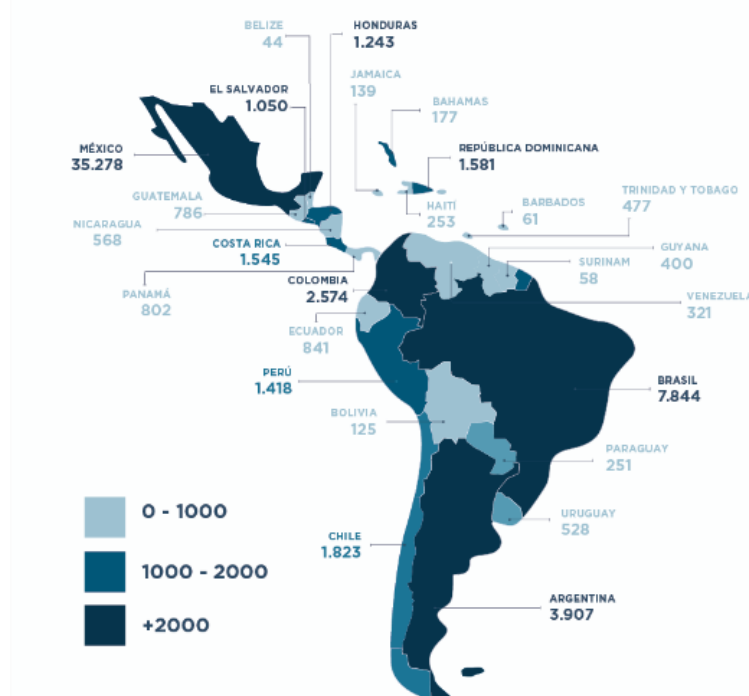 BELIZE
44
HONDURAS
1.243
JAMAICA
139
EL SALVADOR
1.050
BAHAMAS
177
MÉXICO
35.278
REPÚBLICA DOMINICANA
1.581
GUATEMALA
786
HAITÍ
253
BARBADOS
61
TRINIDAD Y TOBAGO
477
NICARAGUA
568
COSTA RICA
1.545
GUYANA
400
SURINAM
58
PANAMÁ
802
COLOMBIA
2.574
VENEZUELA
321
ECUADOR
841
PERÚ
1.418
BRASIL
7.844
BOLIVIA
125
PARAGUAY
251
0 - 1000
URUGUAY
528
CHILE
1.823
1000 - 2000
ARGENTINA
3.907
+2000